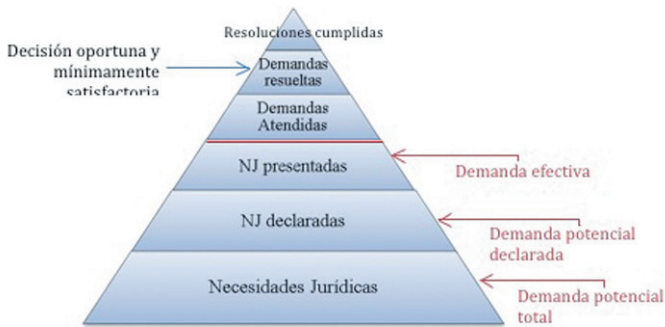 Resoluciones cumplidas
Decisión oportuna y
mínimamente
satisfactoria
Demandas
resueltas
Demandas
Atendidas
NJ presentadas
Demanda efectiva
NJ declaradas
Demanda potencial
declarada
Necesidades Jurídicas
Demanda potencial
total